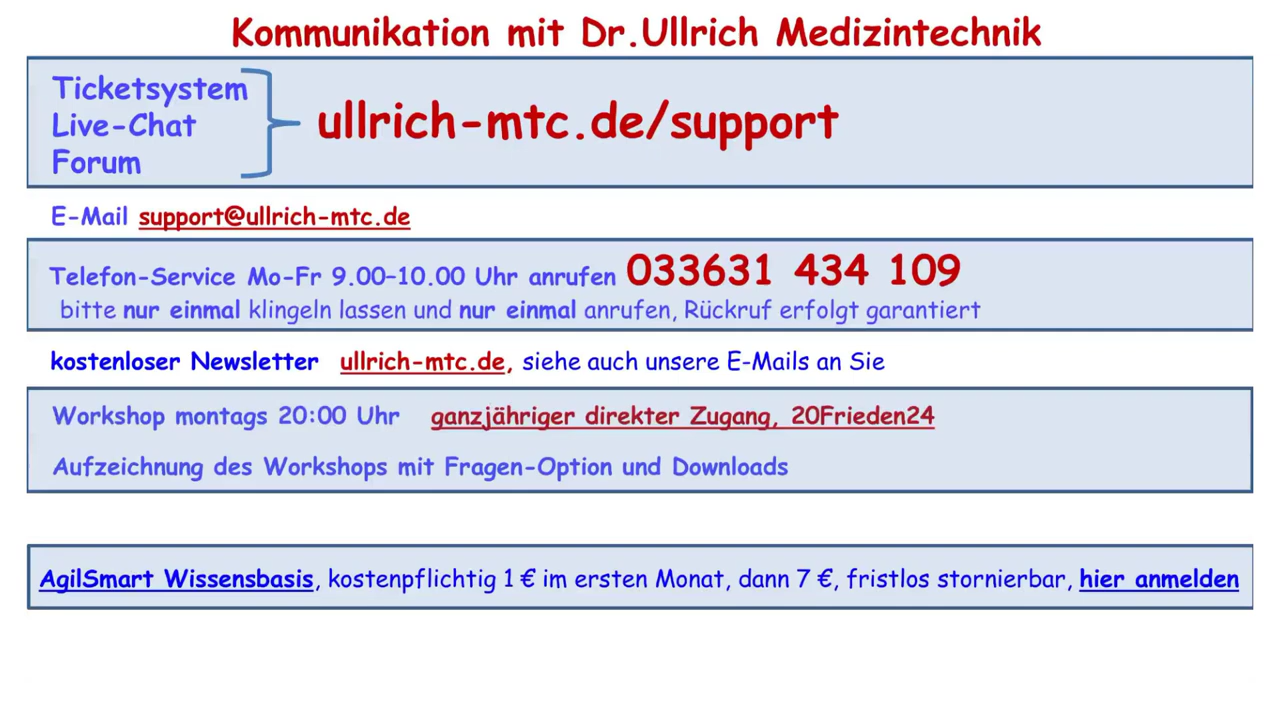 Kommunikation mit Dr.Ullrich Medizintechnik
Ticketsystem
Live-Chat
Forum
ullrich-mtc.de/support
E-Mail support@ullrich-mtc.de
Telefon-Service Mo-Fr 9.00–10.00 Uhr anrufen 033631 434 109
bitte nur einmal klingeln lassen und nur einmal anrufen, Rückruf erfolgt garantiert
kostenloser Newsletter ullrich-mtc.de, siehe auch unsere E-Mails an Sie
Workshop montags 20:00 Uhr ganzjähriger direkter Zugang, 20Frieden24
Aufzeichnung des Workshops mit Fragen-Option und Downloads
AgilSmart Wissensbasis, kostenpflichtig 1 € im ersten Monat, dann 7 €, fristlos stornierbar, hier anmelden